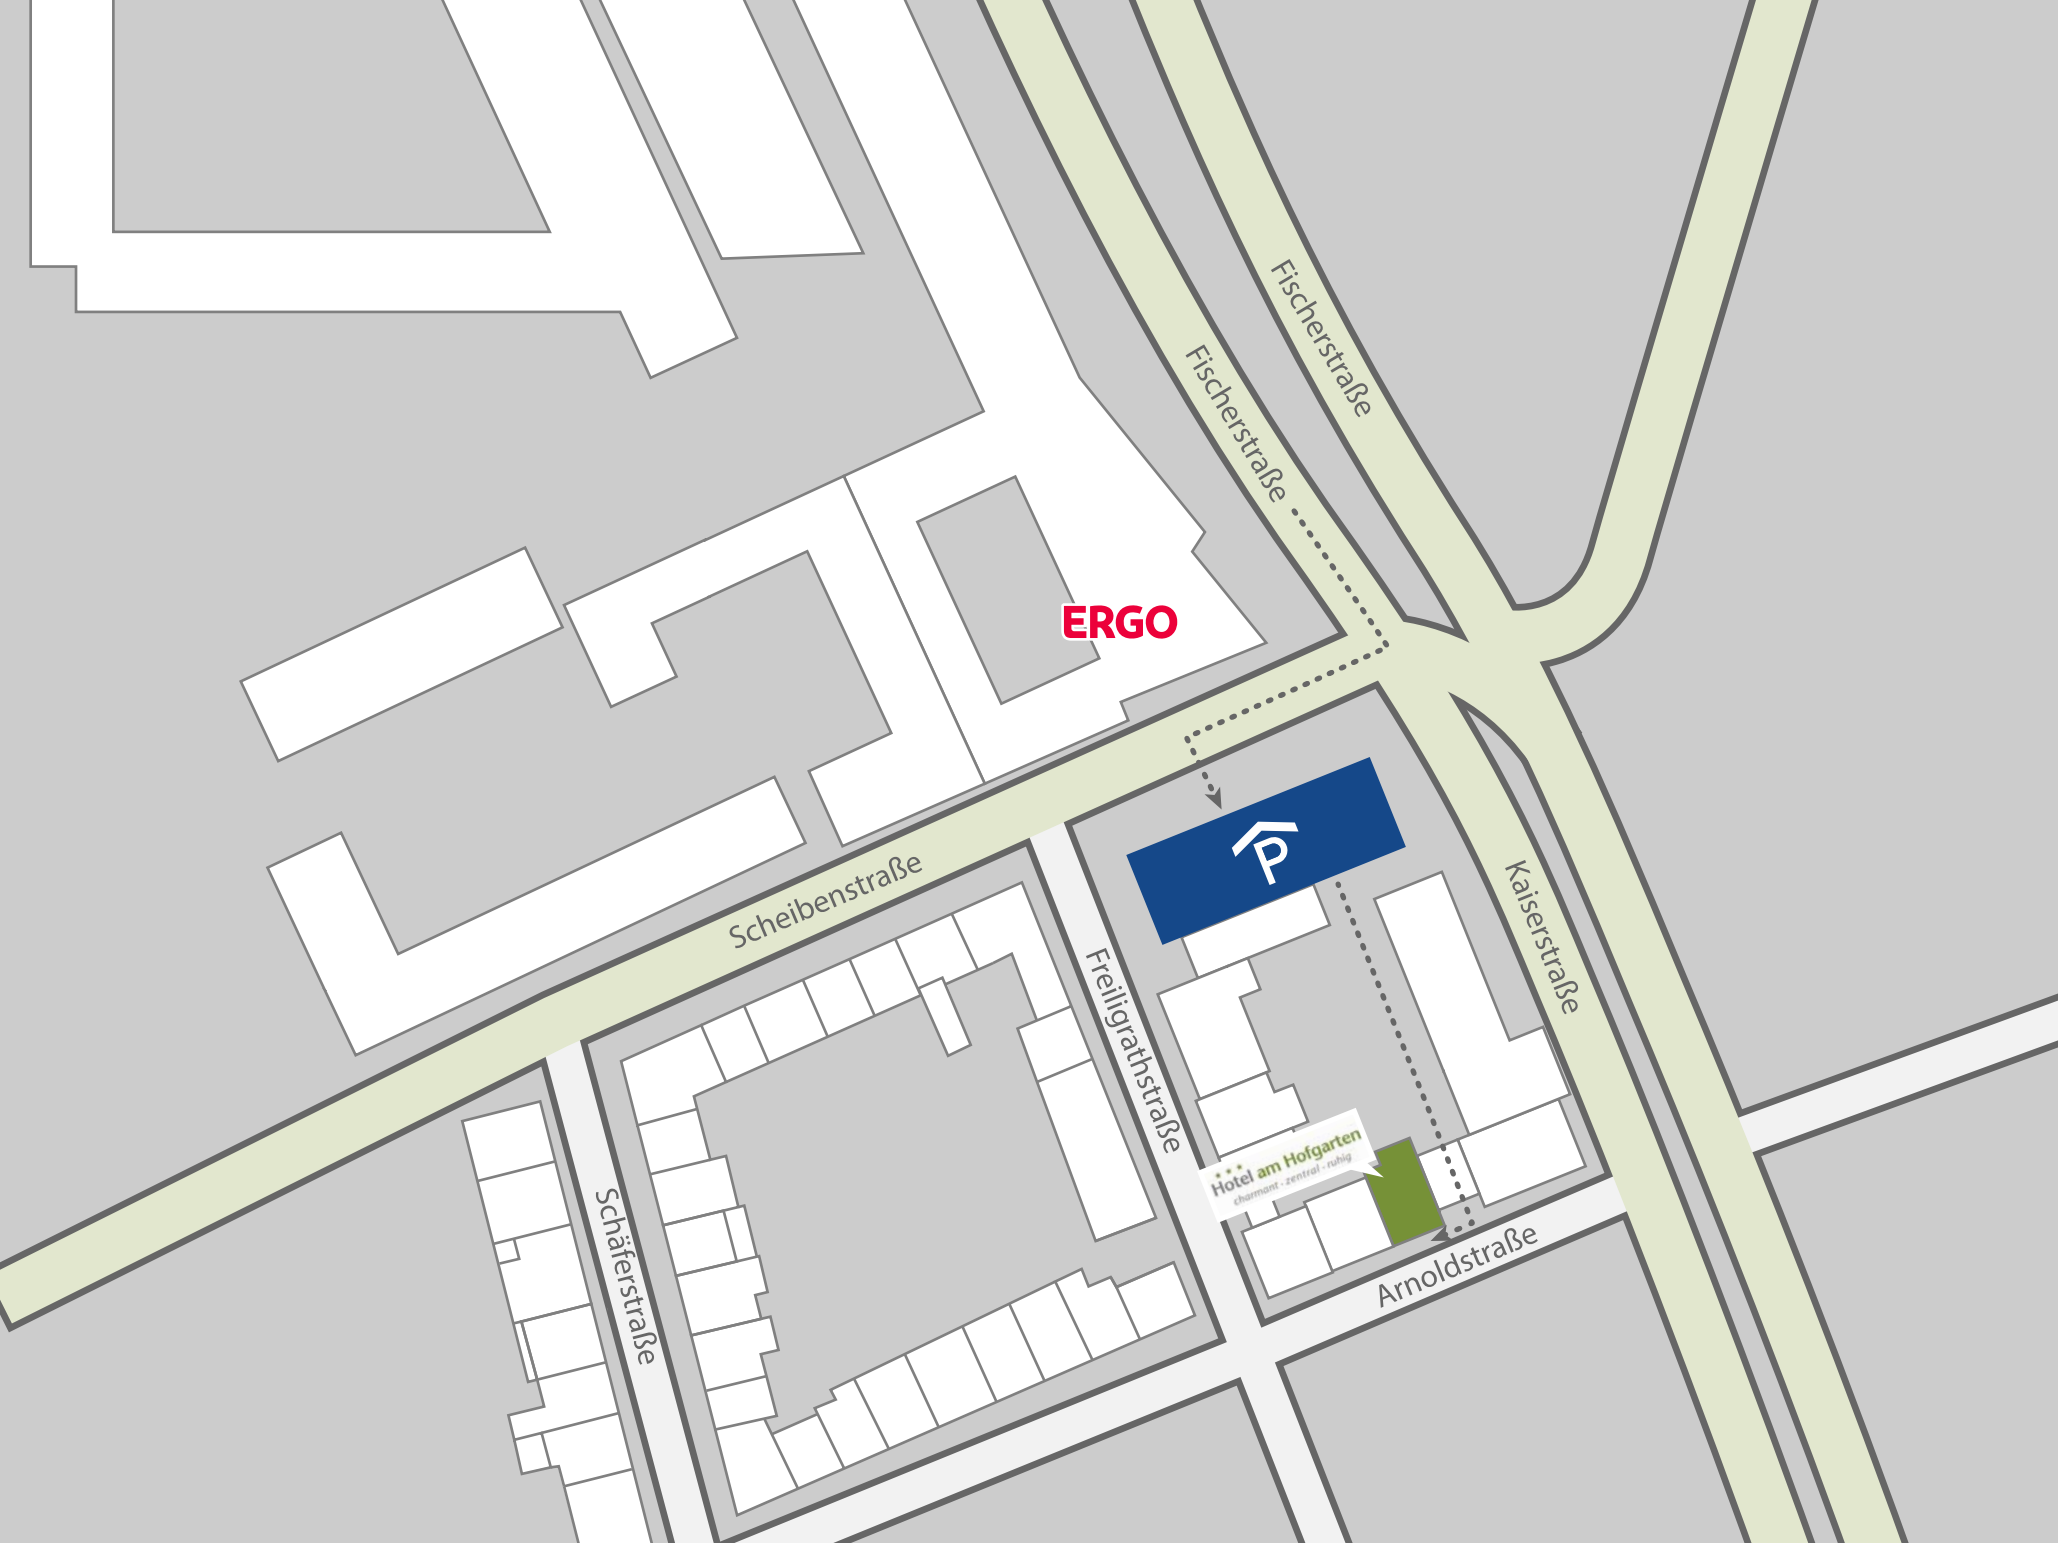 Fischerstraße
Fischerstraße
ERGO
Scheibenstraße
P
Kaiserstraße
Freiligrathstraße
Hotel am Hofgarten
charmant - zentral - ruhig
Schäferstraße
Arnoldstraße